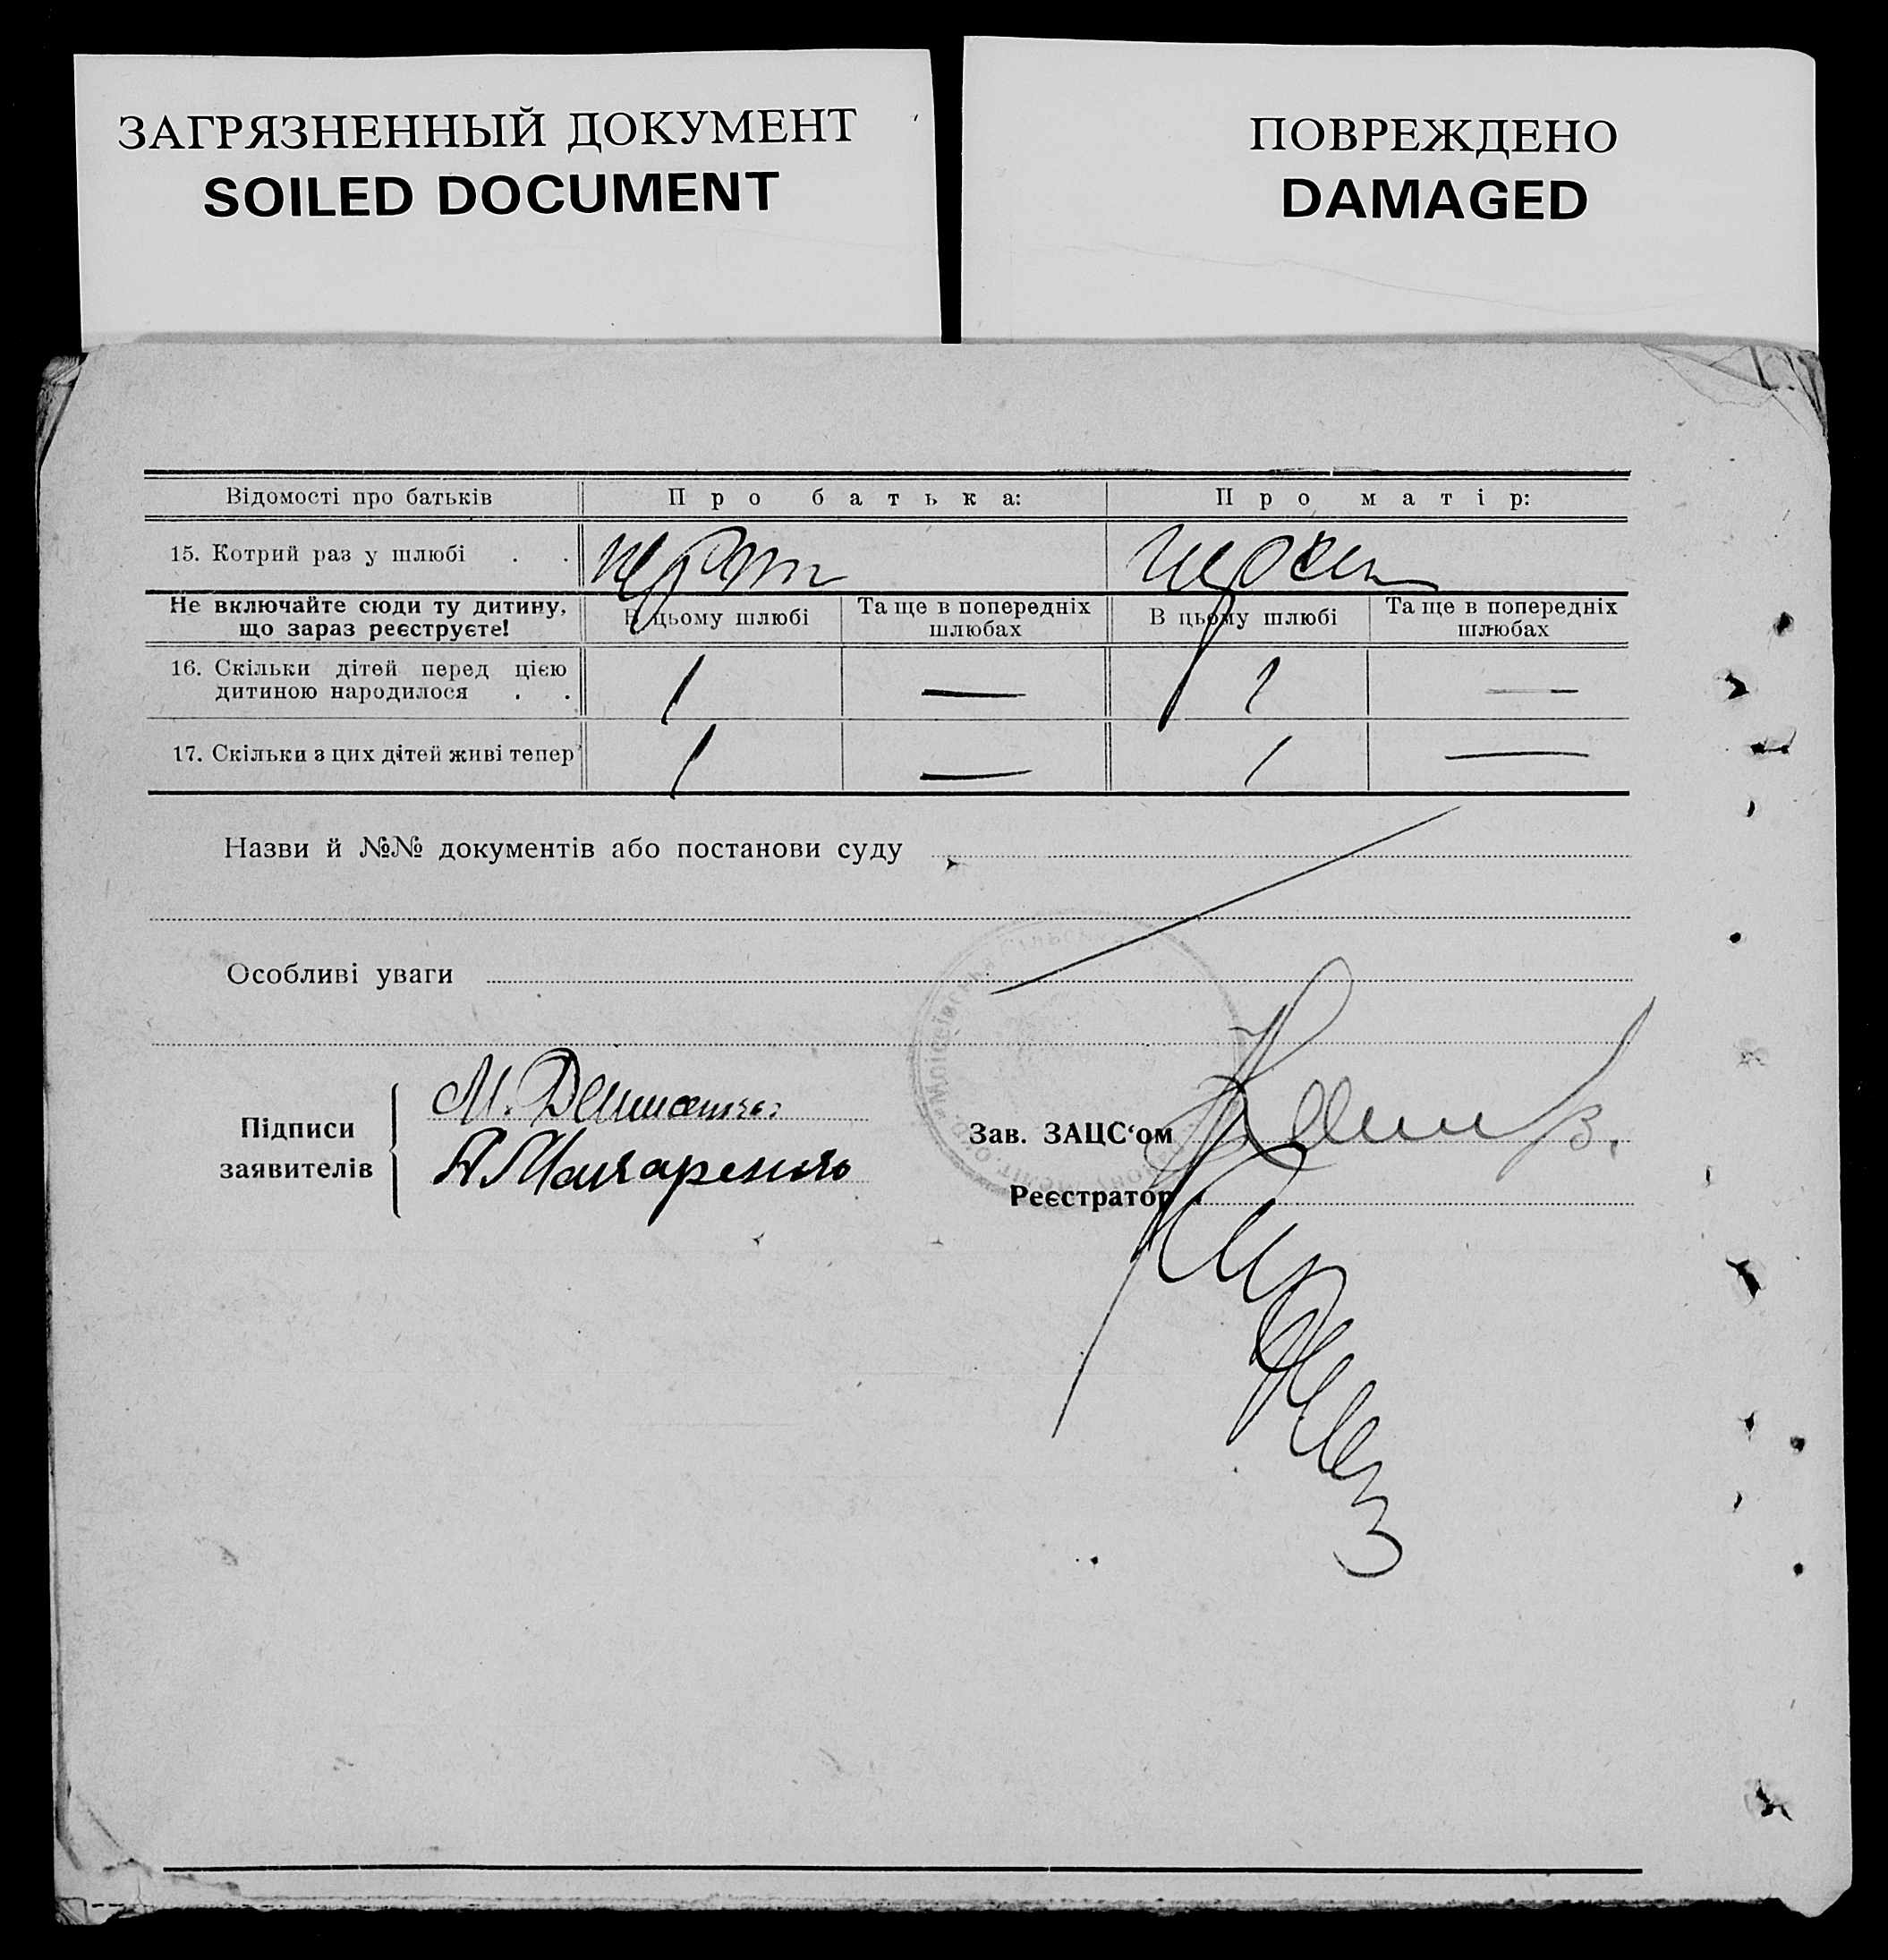 ЗАГРЯЗНЕННЫЙ ДОКУМЕНТ
SOILED DOCUMENT
ПОВРЕЖДЕНО
DAMAGED
Відомості про батьків Про батька: Про матір:
15. Котрий раз у шлюбі . .
Не включайте сюди ту дитину, що зараз реєструєте! В цьому шлюбі Та ще в попередніх шлюбах В цьому шлюбі Та ще в попередніх шлюбах
16. Скільки дітей перед цією дитиною народилося . . 1 — 1 —
17. Скільки з цих дітей живі тепер 1 — 1 —
Назви й №№ документів або постанови суду
Особливі уваги
Підписи заявителів
М.
Зав. ЗАЦС‘ом
Реєстратор